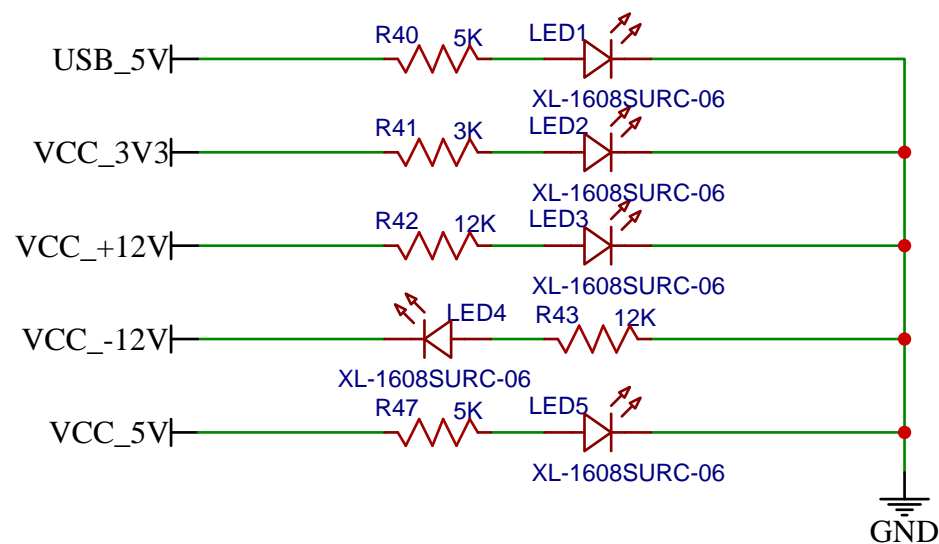 USB_5V R40 5K LED1
XL-1608SURC-06
VCC_3V3 R41 3K LED2
XL-1608SURC-06
VCC_+12V R42 12K LED3
XL-1608SURC-06
VCC_-12V LED4 R43 12K
XL-1608SURC-06
VCC_5V R47 5K LED5
XL-1608SURC-06
GND